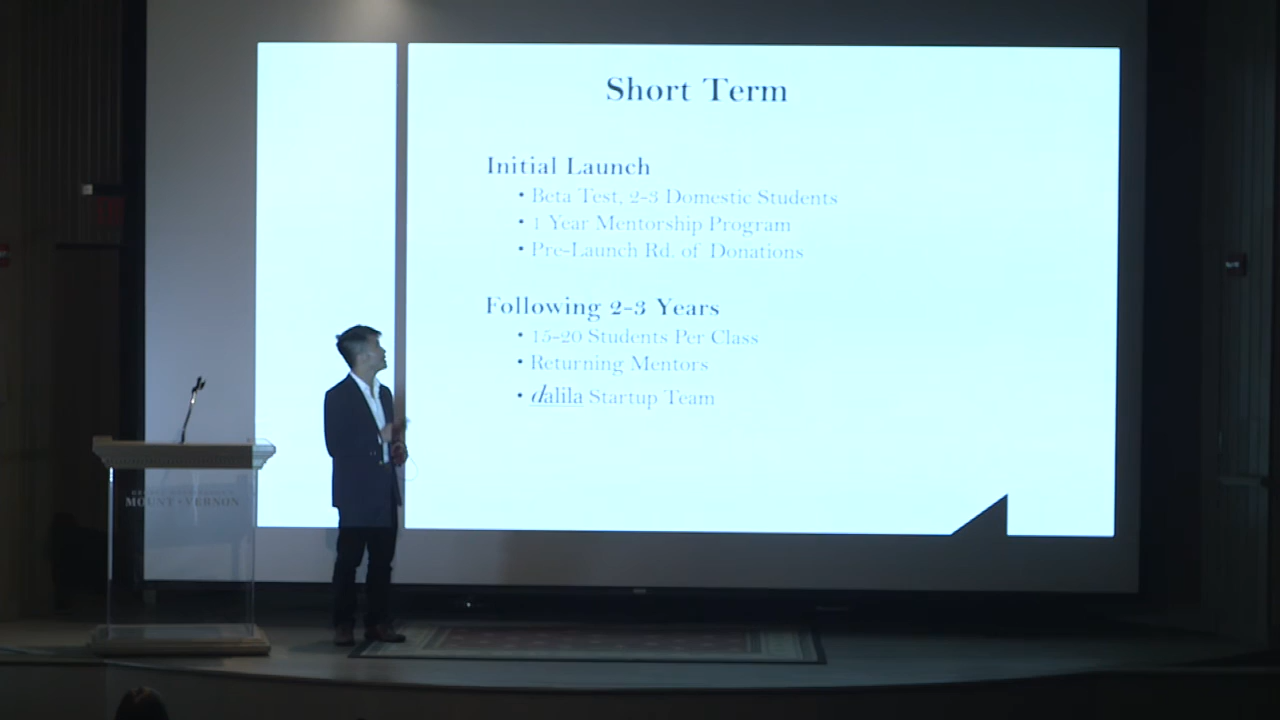 Short Term
Initial Launch
• Beta Test, 2-3 Domestic Students
• 1 Year Mentorship Program
• Pre-Launch Rd. of Donations
Following 2-3 Years
• 15-20 Students Per Class
• Returning Mentors
• dalila Startup Team
MOUNT VERNON